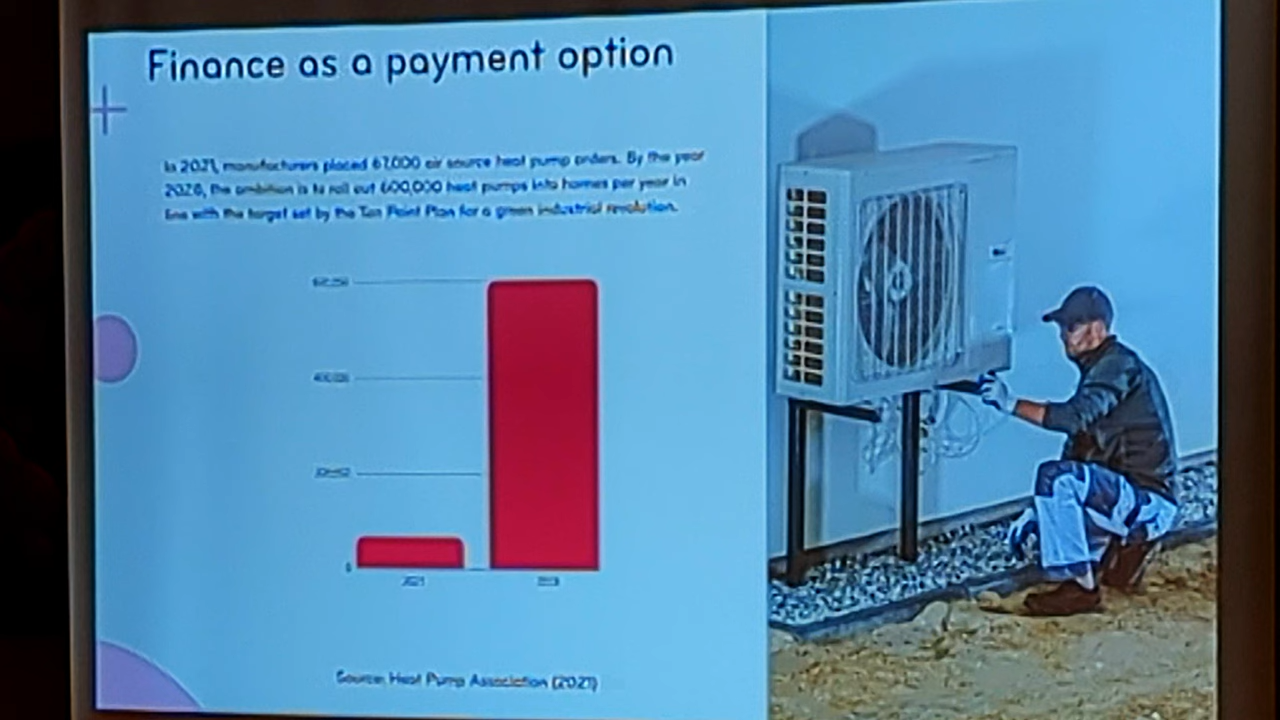 Finance as a payment option
In 2021, manufacturers placed 67,000 air source heat pump orders. By the year
2028, the ambition is to roll out 600,000 heat pumps into homes per year in
line with the target set by the Ten Point Plan for a green industrial revolution.
0
2021
Source: Heat Pump Association (2021)